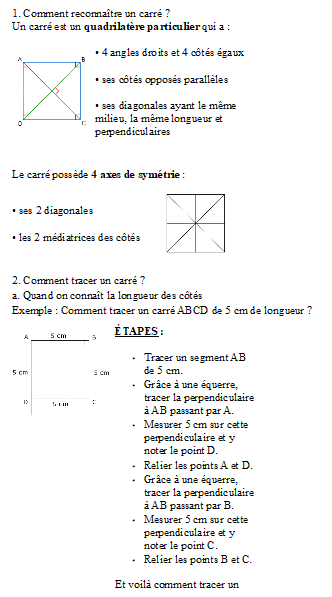 1. Comment reconnaître un carré ?
Un carré est un quadrilatère particulier qui a :
A
B
D
C
• 4 angles droits et 4 côtés égaux
• ses côtés opposés parallèles
• ses diagonales ayant le même
milieu, la même longueur et
perpendiculaires
Le carré possède 4 axes de symétrie :
• ses 2 diagonales
• les 2 médiatrices des côtés
2. Comment tracer un carré ?
a. Quand on connaît la longueur des côtés
Exemple : Comment tracer un carré ABCD de 5 cm de longueur ?
A
5 cm
B
5 cm
5 cm
D
5 cm
C
ÉTAPES :
• Tracer un segment AB
de 5 cm.
• Grâce à une équerre,
tracer la perpendiculaire
à AB passant par A.
• Mesurer 5 cm sur cette
perpendiculaire et y
noter le point D.
• Relier les points A et D.
• Grâce à une équerre,
tracer la perpendiculaire
à AB passant par B.
• Mesurer 5 cm sur cette
perpendiculaire et y
noter le point C.
• Relier les points B et C.
Et voilà comment tracer un